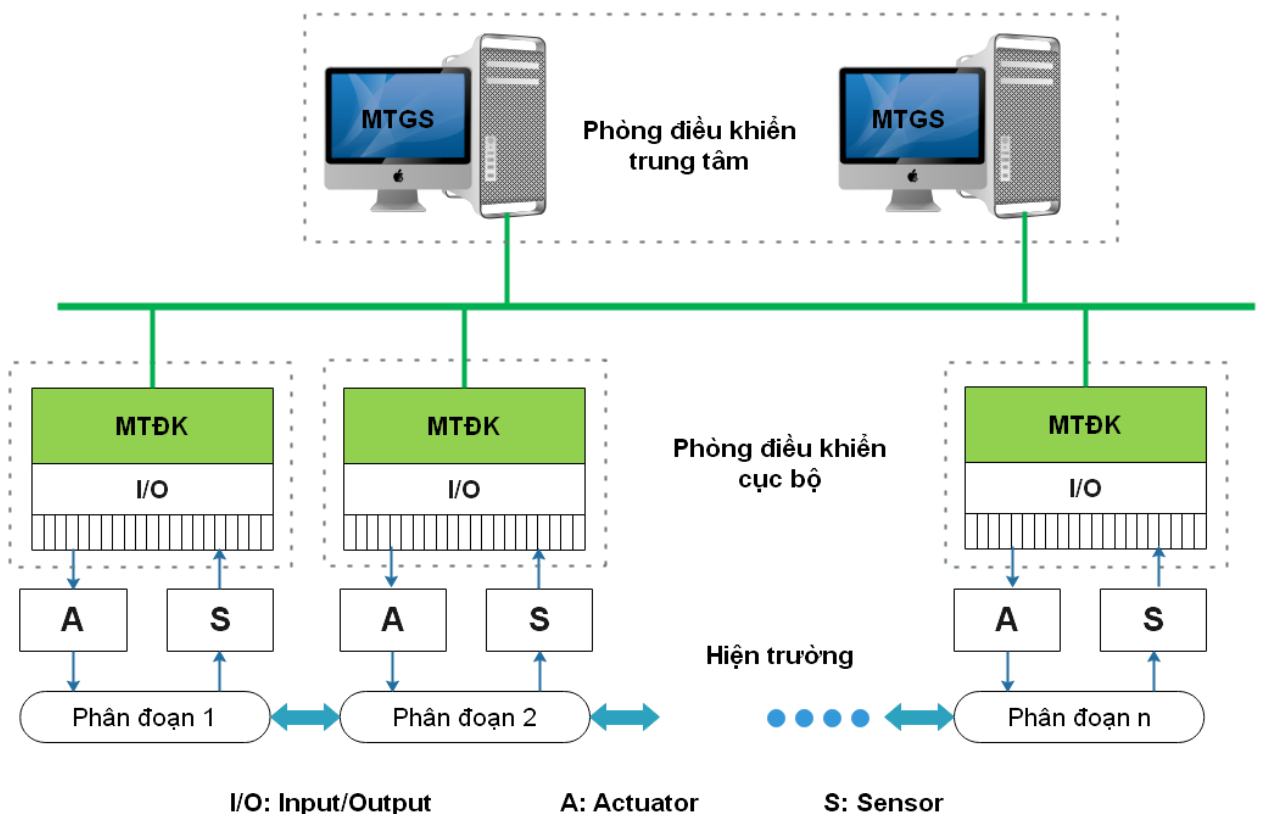 MTGS
Phòng điều khiển
trung tâm
MTGS
MTĐK
I/O
MTĐK
I/O
Phòng điều khiển
cục bộ
MTĐK
I/O
A
S
A
S
Hiện trường
A
S
Phân đoạn 1
Phân đoạn 2
Phân đoạn n
I/O: Input/Output
A: Actuator
S: Sensor